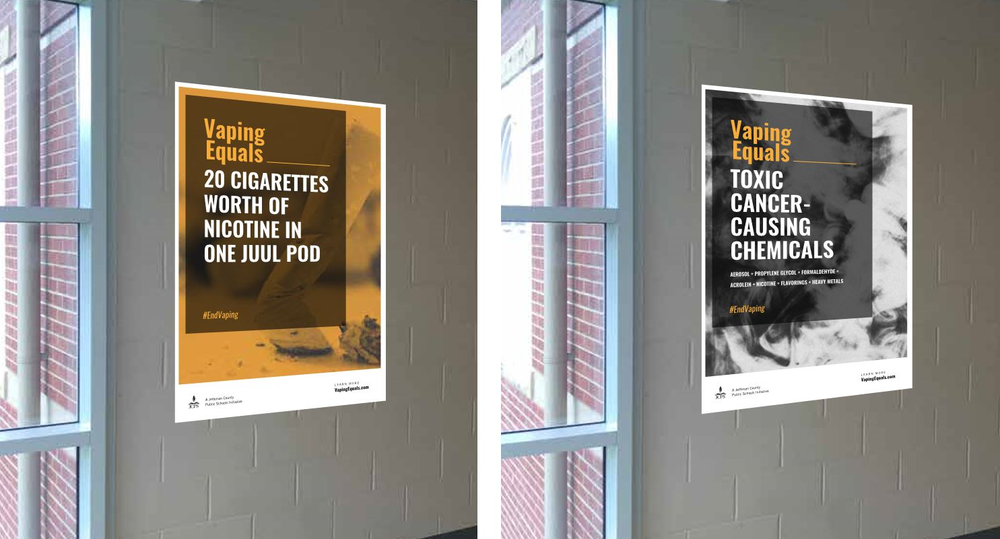 Vaping
Equals
20 CIGARETTES
WORTH OF
NICOTINE IN
ONE JUUL POD
#EndVaping
JCPS
A Jefferson County
Public Schools Initiative
LEARN MORE
VapingEquals.com
Vaping
Equals
TOXIC
CANCER-
CAUSING
CHEMICALS
AEROSOL + PROPYLENE GLYCOL + FORMALDEHYDE +
ACROLEIN + NICOTINE + FLAVORINGS + HEAVY METALS
#EndVaping
JCPS
A Jefferson County
Public Schools Initiative
LEARN MORE
VapingEquals.com